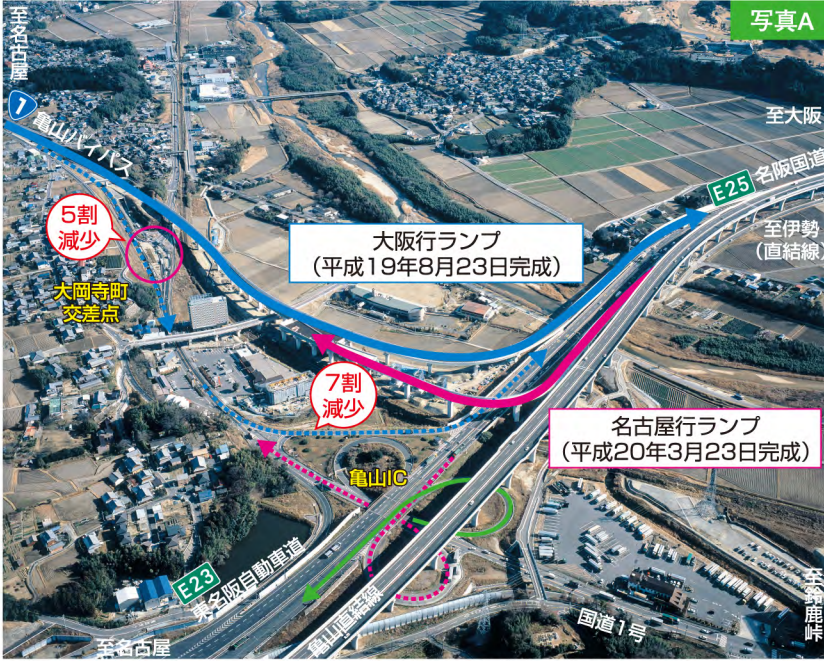 写真A
至名古屋
1
亀山バイパス
至大阪
E25
名阪国道
至伊勢
(直結線)
5割
減少
大阪行ランプ
(平成19年8月23日完成)
大岡寺町
交差点
7割
減少
名古屋行ランプ
(平成20年3月23日完成)
亀山IC
E23
東名阪自動車道
亀山直結線
国道1号
至鈴鹿峠
至名古屋